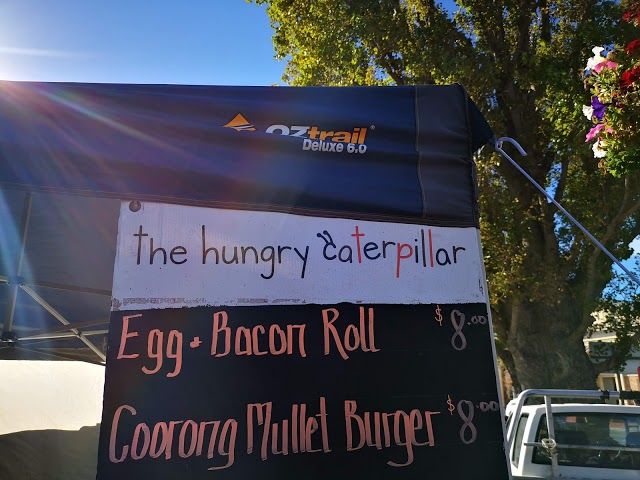 OZtrail®
Deluxe 6.0
the hungry caterpillar
Egg + Bacon Roll $8.00
Coorong Mullet Burger $8.00